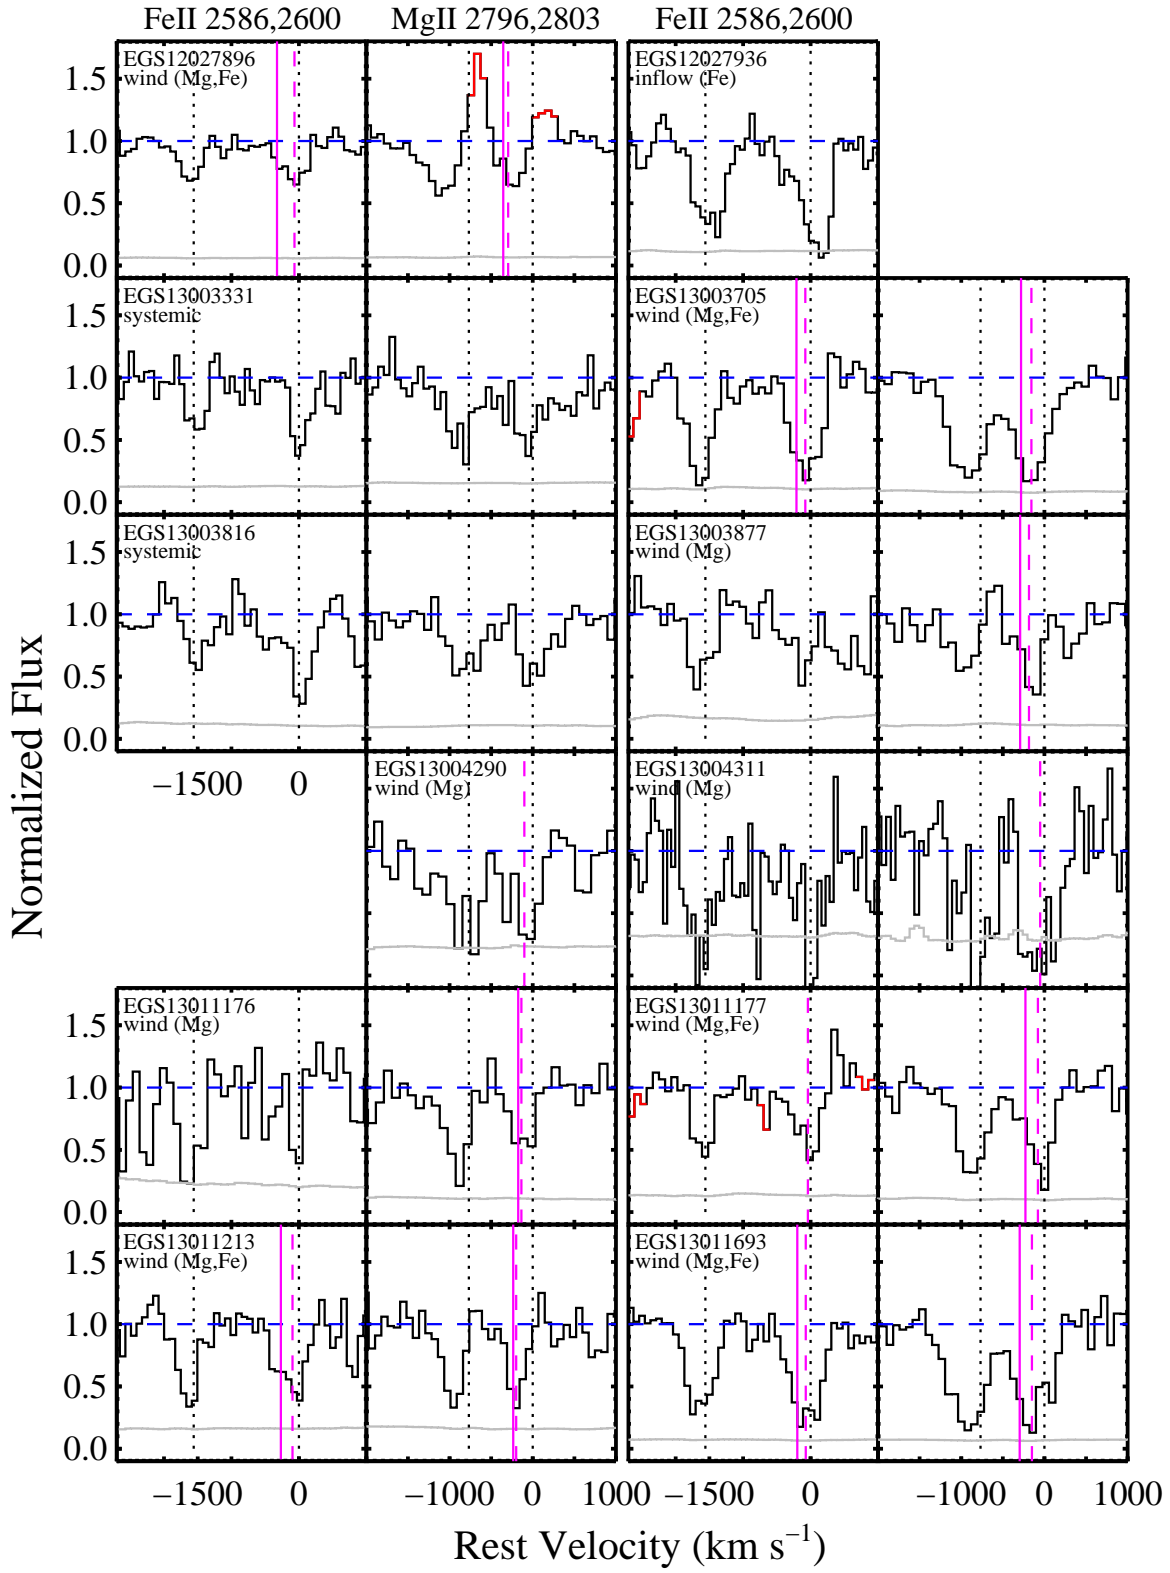 FeII 2586,2600 MgII 2796,2803 FeII 2586,2600
EGS12027896
wind (Mg,Fe)
EGS12027936
inflow (Fe)
1.5
1.0
0.5
0.0
EGS13003331
systemic
EGS13003705
wind (Mg,Fe)
1.5
1.0
0.5
0.0
EGS13003816
systemic
EGS13003877
wind (Mg)
1.5
1.0
0.5
0.0
−1500 0
EGS13004290
wind (Mg)
EGS13004311
wind (Mg)
EGS13011176
wind (Mg)
EGS13011177
wind (Mg,Fe)
1.5
1.0
0.5
0.0
EGS13011213
wind (Mg,Fe)
EGS13011693
wind (Mg,Fe)
1.5
1.0
0.5
0.0
−1500 0 −1000 0 1000 −1500 0 −1000 0 1000
Normalized Flux
Rest Velocity (km s⁻¹)